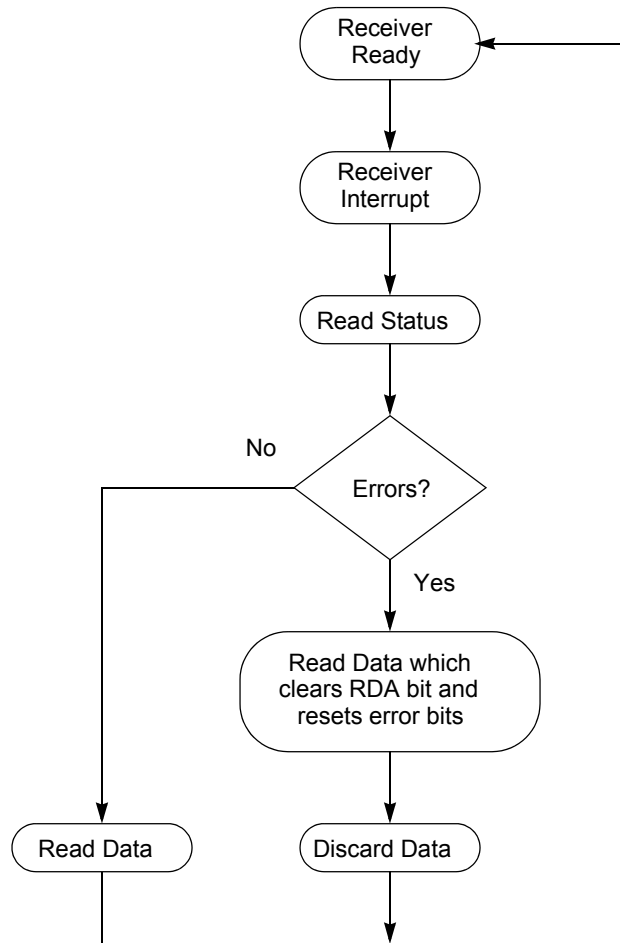 Receiver
Ready
Receiver
Interrupt
Read Status
No
Errors?
Yes
Read Data which
clears RDA bit and
resets error bits
Read Data
Discard Data